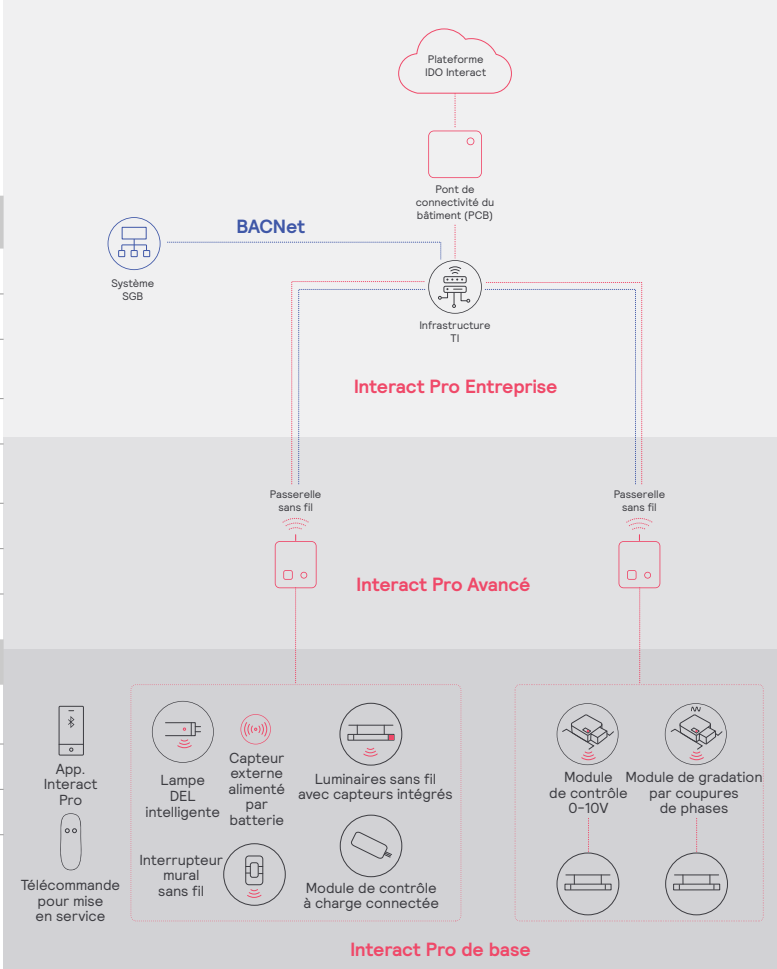 Plateforme
IDO Interact
Pont de
connectivité du
bâtiment (PCB)
BACNet
Système
SGB
Infrastructure
TI
Interact Pro Entreprise
Passerelle
sans fil
Passerelle
sans fil
Interact Pro Avancé
App.
Interact
Pro
Télécommande
pour mise
en service
Lampe
DEL
intelligente
Capteur
externe
alimenté
par
batterie
Luminaires sans fil
avec capteurs intégrés
Interrupteur
mural
sans fil
Module de contrôle
à charge connectée
Module
de contrôle
0-10V
Module de gradation
par coupures
de phases
Interact Pro de base